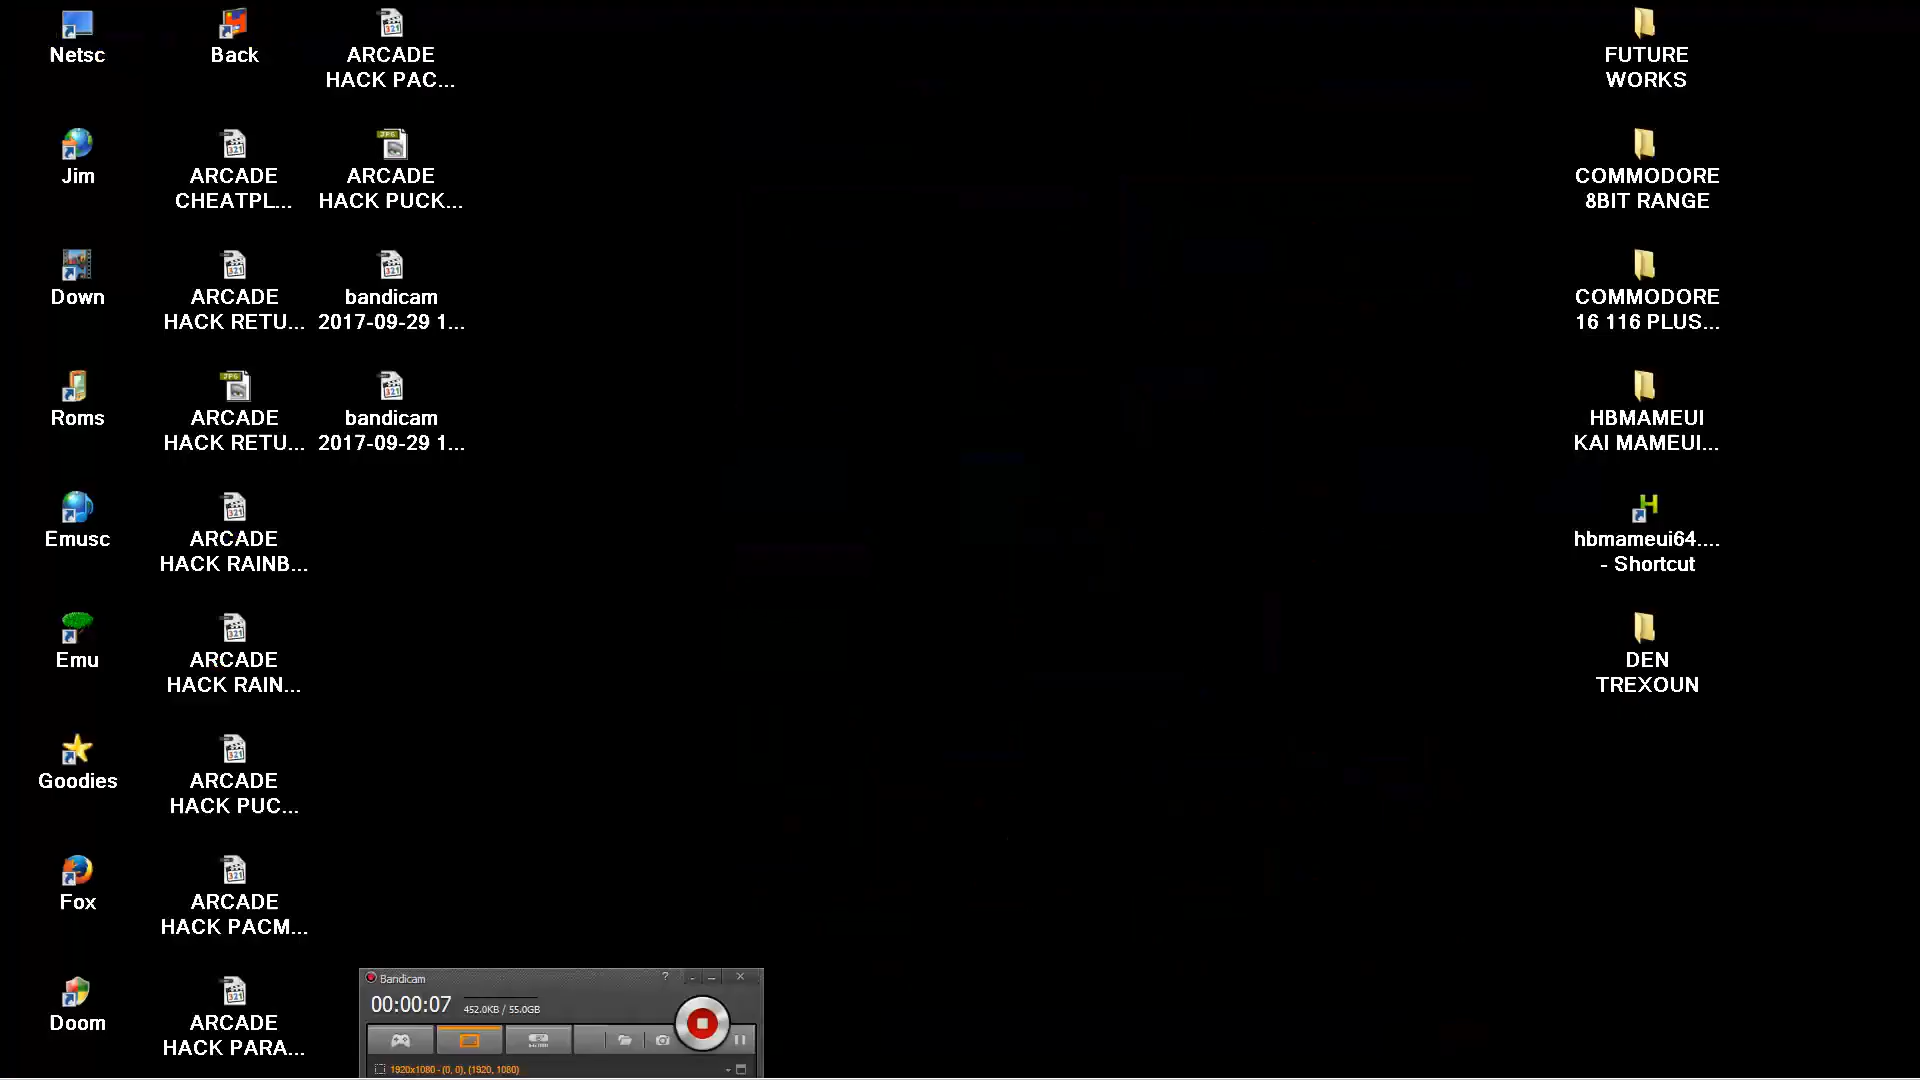 Netsc
Jim
Down
Roms
Emusc
Emu
Goodies
Fox
Doom
Back
ARCADE
CHEATPL...
ARCADE
HACK RETU...
JPG
ARCADE
HACK RETU...
ARCADE
HACK RAINB...
ARCADE
HACK RAIN...
ARCADE
HACK PUC...
ARCADE
HACK PACM...
ARCADE
HACK PARA...
ARCADE
HACK PAC...
JPG
ARCADE
HACK PUCK...
bandicam
2017-09-29 1...
bandicam
2017-09-29 1...
FUTURE
WORKS
COMMODORE
8BIT RANGE
COMMODORE
16 116 PLUS...
HBMAMEUI
KAI MAMEUI...
hbmameui64....
- Shortcut
DEN
TREXOUN
Bandicam
00:00:07
452.0KB / 55.0GB
1920x1080 - (0, 0), (1920, 1080)